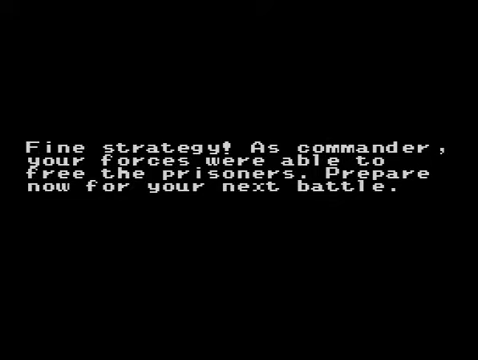 Fine strategy! As commander,
your forces were able to
free the prisoners. Prepare
now for your next battle.